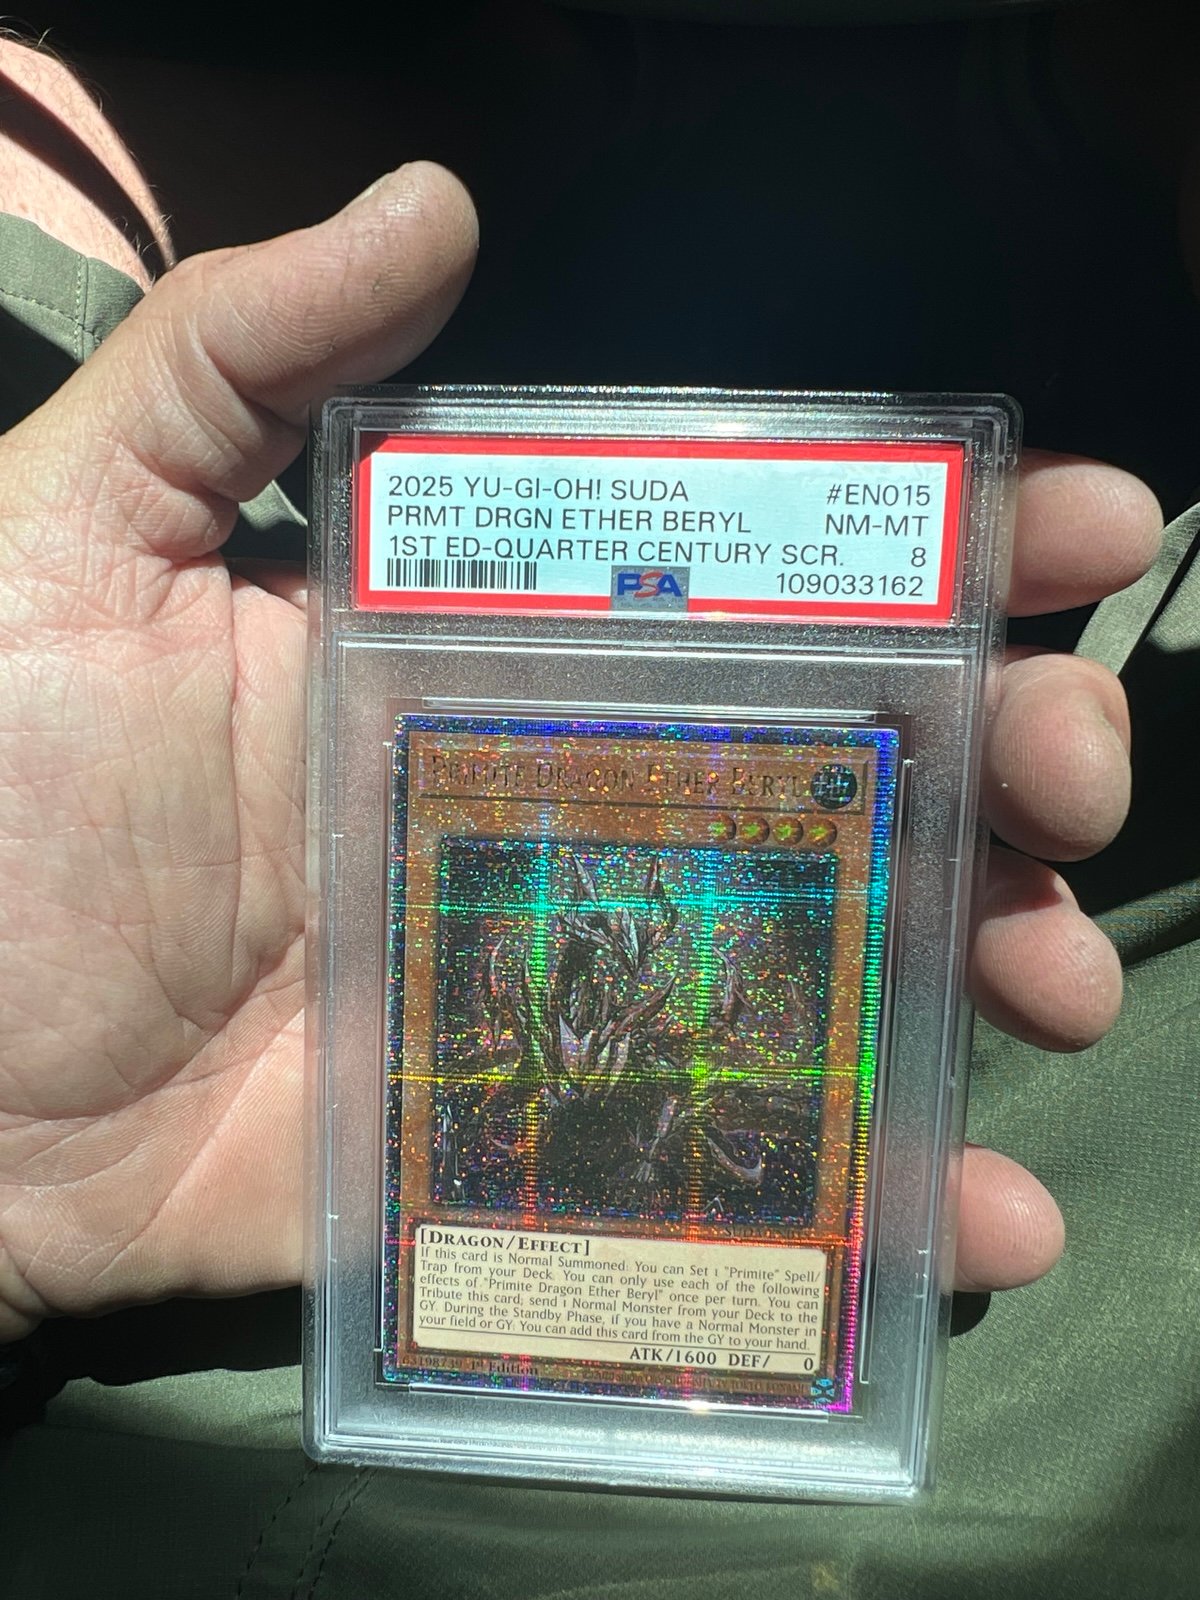 2025 YU-GI-OH! SUDA #EN015
PRMT DRGN ETHER BERYL NM-MT
1ST ED-QUARTER CENTURY SCR. 8
PSA 109033162
PRIMITE DRAGON ETHER BERYL
[DRAGON/EFFECT]
If this card is Normal Summoned: You can Set 1 "Primite" Spell/
Trap from your Deck. You can only use each of the following
effects of "Primite Dragon Ether Beryl" once per turn. You can
Tribute this card; send 1 Normal Monster from your Deck to the
GY. During the Standby Phase, if you have a Normal Monster in
your field or GY: You can add this card from the GY to your hand.
ATK/1600 DEF/ 0
63198739 1st Edition